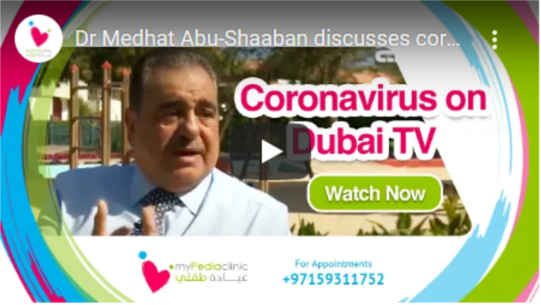 Dr Medhat Abu-Shaaban discusses cor...
Coronavirus on
Dubai TV
Watch Now
myPediaclinic
عيادة طفلي
For Appointments
+97159311752